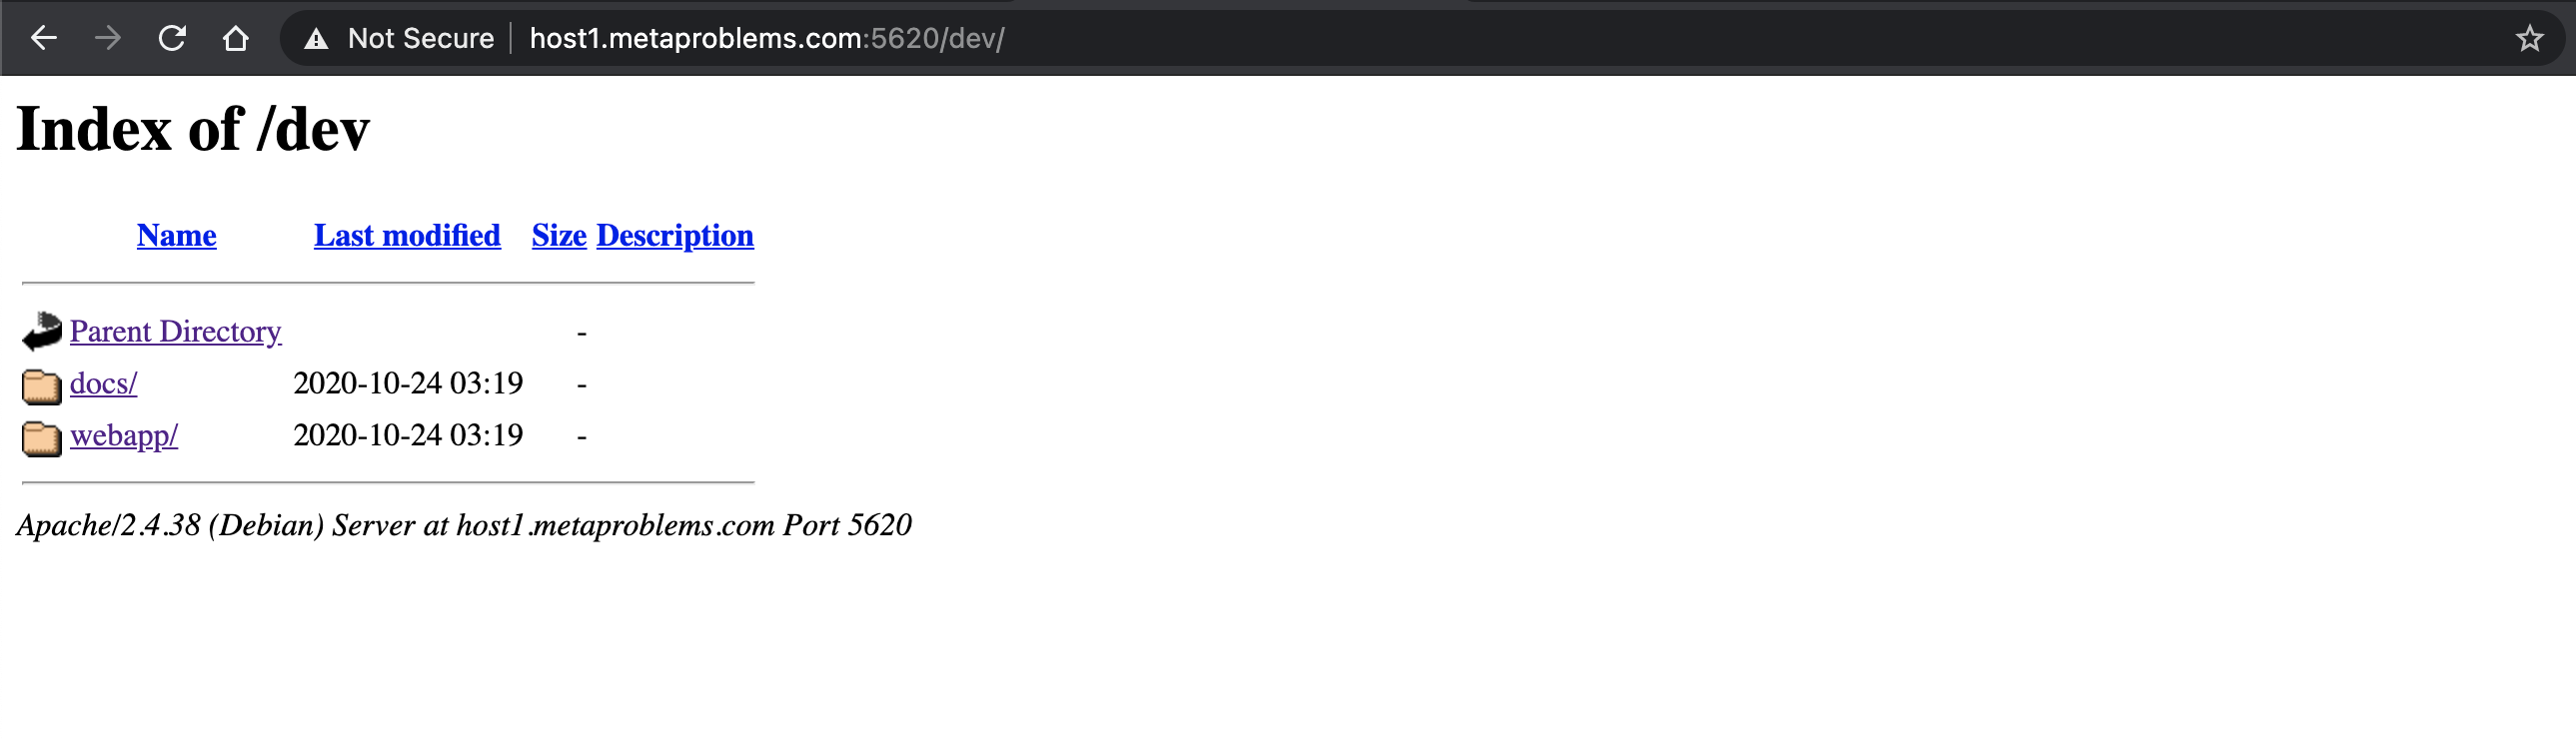 Not Secure host1.metaproblems.com:5620/dev/
Index of /dev
Name Last modified Size Description
Parent Directory -
docs/ 2020-10-24 03:19 -
webapp/ 2020-10-24 03:19 -
Apache/2.4.38 (Debian) Server at host1.metaproblems.com Port 5620